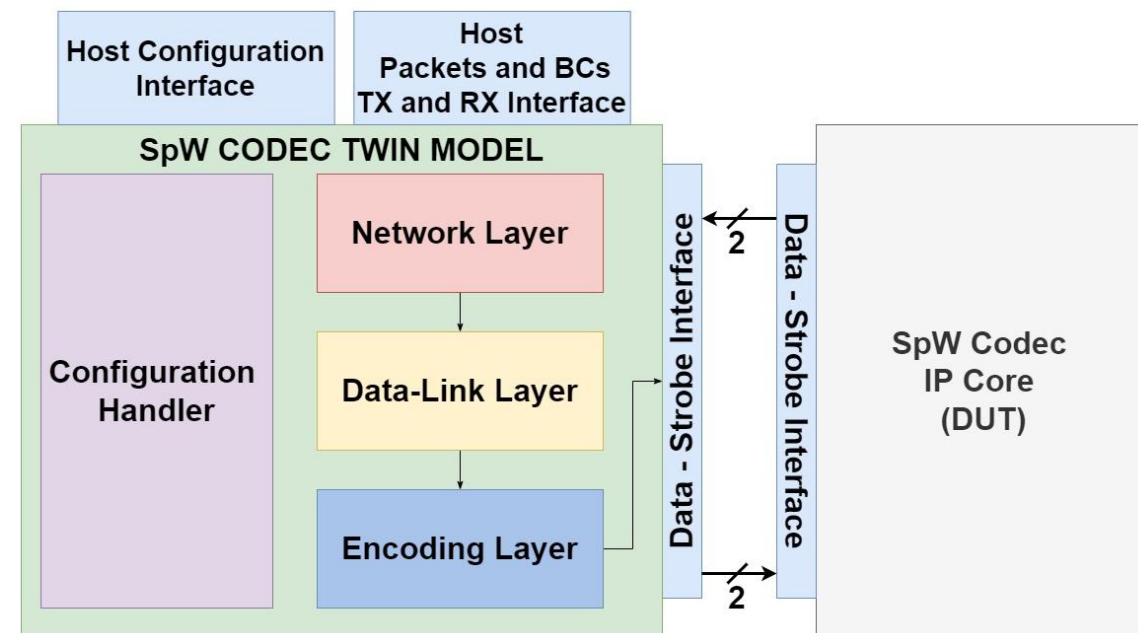 Host Configuration
Interface
Host
Packets and BCs
TX and RX Interface
SpW CODEC TWIN MODEL
Configuration
Handler
Network Layer
Data-Link Layer
Encoding Layer
Data - Strobe Interface
2
2
Data - Strobe Interface
SpW Codec
IP Core
(DUT)